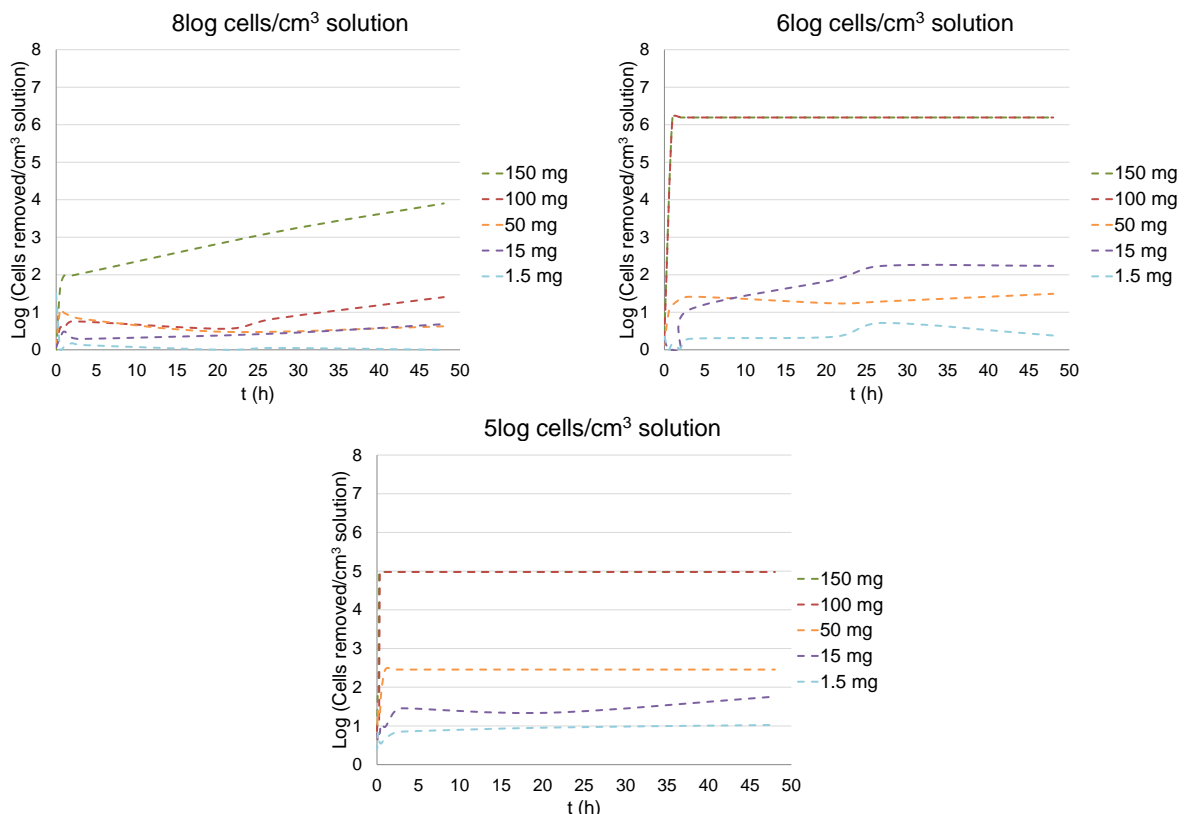 8log cells/cm³ solution
Log (Cells removed/cm³ solution)
8
7
6
5
4
3
2
1
0
0 5 10 15 20 25 30 35 40 45 50
t (h)
150 mg
100 mg
50 mg
15 mg
1.5 mg
6log cells/cm³ solution
Log (Cells removed/cm³ solution)
8
7
6
5
4
3
2
1
0
0 5 10 15 20 25 30 35 40 45 50
t (h)
150 mg
100 mg
50 mg
15 mg
1.5 mg
5log cells/cm³ solution
Log (Cells removed/cm³ solution)
8
7
6
5
4
3
2
1
0
0 5 10 15 20 25 30 35 40 45 50
t (h)
150 mg
100 mg
50 mg
15 mg
1.5 mg